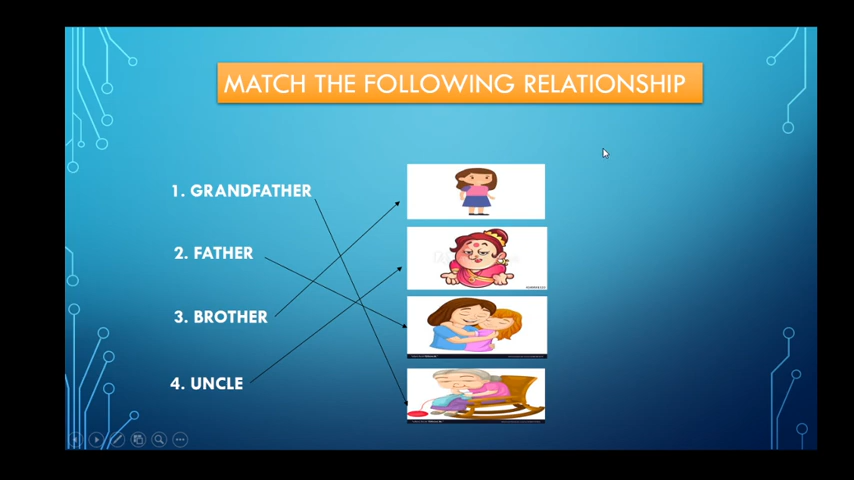 MATCH THE FOLLOWING RELATIONSHIP
1. GRANDFATHER
2. FATHER
3. BROTHER
4. UNCLE